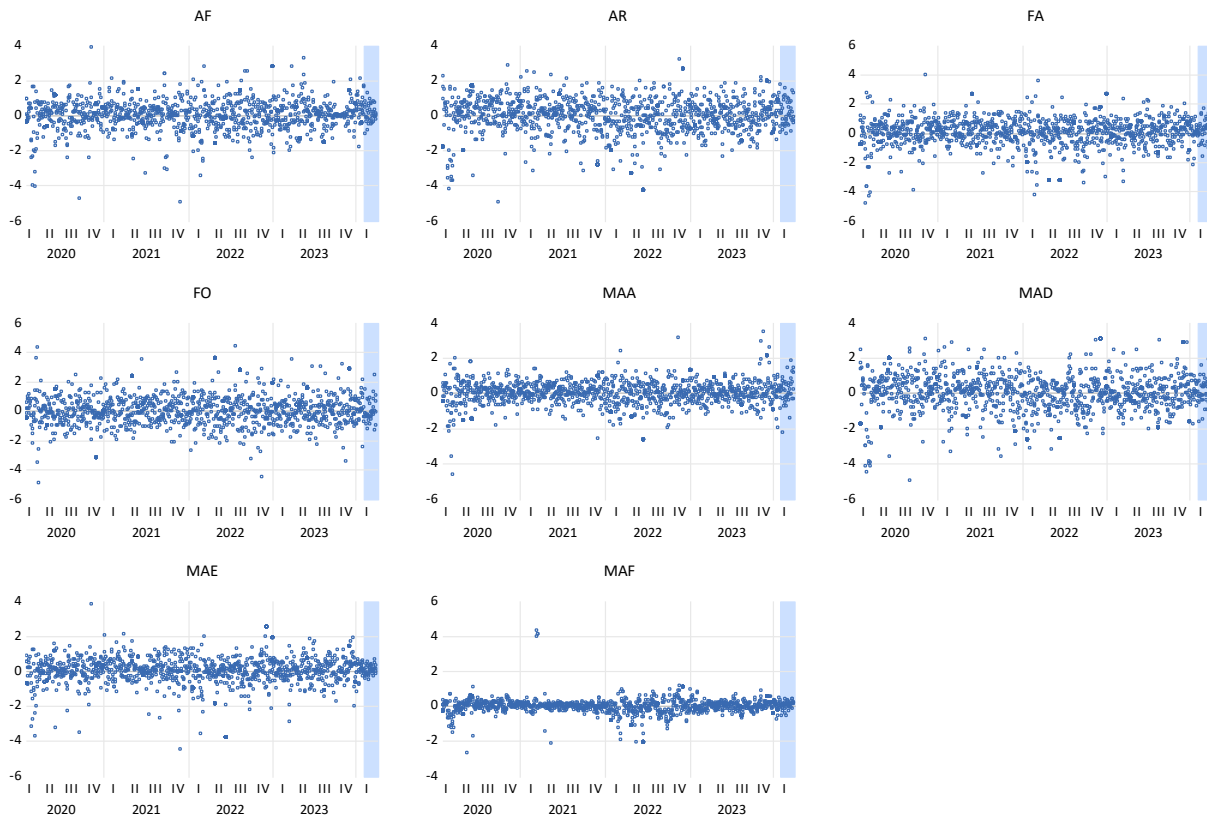 AF AR FA
4 4 6
2 2 4
0 0 2
-2 -2 0
-4 -4 -2
-6 -6 -4
-6
I II III IV I II III IV I II III IV I II III IV I
2020 2021 2022 2023
I II III IV I II III IV I II III IV I II III IV I
2020 2021 2022 2023
I II III IV I II III IV I II III IV I II III IV I
2020 2021 2022 2023
FO MAA MAD
6 4 4
4 2 2
2 0 0
0 -2 -2
-2 -4 -4
-4 -6 -6
-6
I II III IV I II III IV I II III IV I II III IV I
2020 2021 2022 2023
I II III IV I II III IV I II III IV I II III IV I
2020 2021 2022 2023
I II III IV I II III IV I II III IV I II III IV I
2020 2021 2022 2023
MAE MAF
4 6
2 4
0 2
-2 0
-4 -2
-6 -4
I II III IV I II III IV I II III IV I II III IV I
2020 2021 2022 2023
I II III IV I II III IV I II III IV I II III IV I
2020 2021 2022 2023